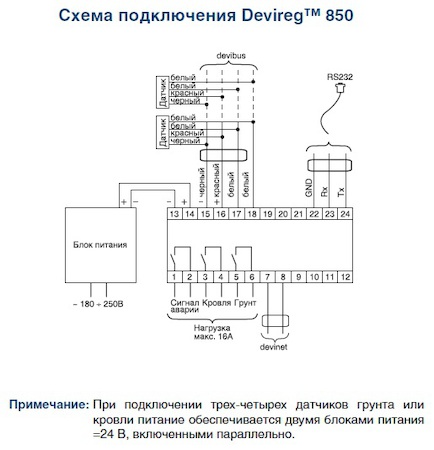 Схема подключения Devireg™ 850
devibus
RS232
Датчик
белый
белый
красный
черный
Датчик
белый
белый
красный
черный
- черный
+ красный
белый
белый
GND
Rx
Tx
+ -
+ -
13 14 15 16 17 18 19 20 21 22 23 24
Блок питания
1 2 3 4 5 6 7 8 9 10 11 12
~ 180 ÷ 250В
Сигнал Кровля Грунт
аварии
Нагрузка
макс. 16А
devinet
Примечание: При подключении трех-четырех датчиков грунта или
кровли питание обеспечивается двумя блоками питания
=24 В, включенными параллельно.